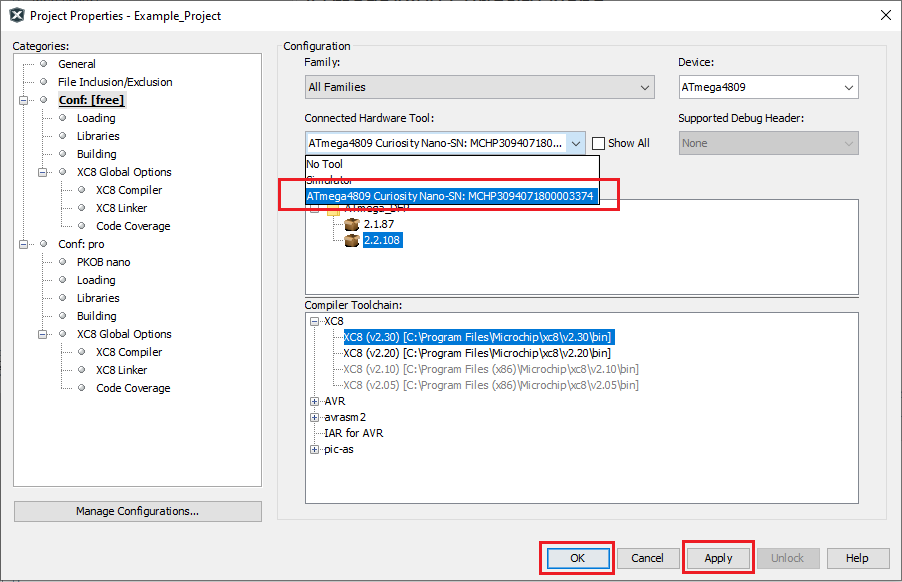 Project Properties - Example_Project
Categories:
General
File Inclusion/Exclusion
Conf: [free]
Loading
Libraries
Building
XC8 Global Options
XC8 Compiler
XC8 Linker
Code Coverage
Conf: pro
PKOB nano
Loading
Libraries
Building
XC8 Global Options
XC8 Compiler
XC8 Linker
Code Coverage
Manage Configurations...
Configuration
Family:
All Families
Device:
ATmega4809
Connected Hardware Tool:
ATmega4809 Curiosity Nano-SN: MCHP309407180...
Show All
Supported Debug Header:
None
No Tool
Simulator
ATmega4809 Curiosity Nano-SN: MCHP3094071800003374
ATmega_DFP
2.1.87
2.2.108
Compiler Toolchain:
XC8
XC8 (v2.30) [C:\Program Files\Microchip\xc8\v2.30\bin]
XC8 (v2.20) [C:\Program Files\Microchip\xc8\v2.20\bin]
XC8 (v2.10) [C:\Program Files (x86)\Microchip\xc8\v2.10\bin]
XC8 (v2.05) [C:\Program Files (x86)\Microchip\xc8\v2.05\bin]
AVR
avrasm2
IAR for AVR
pic-as
OK
Cancel
Apply
Unlock
Help